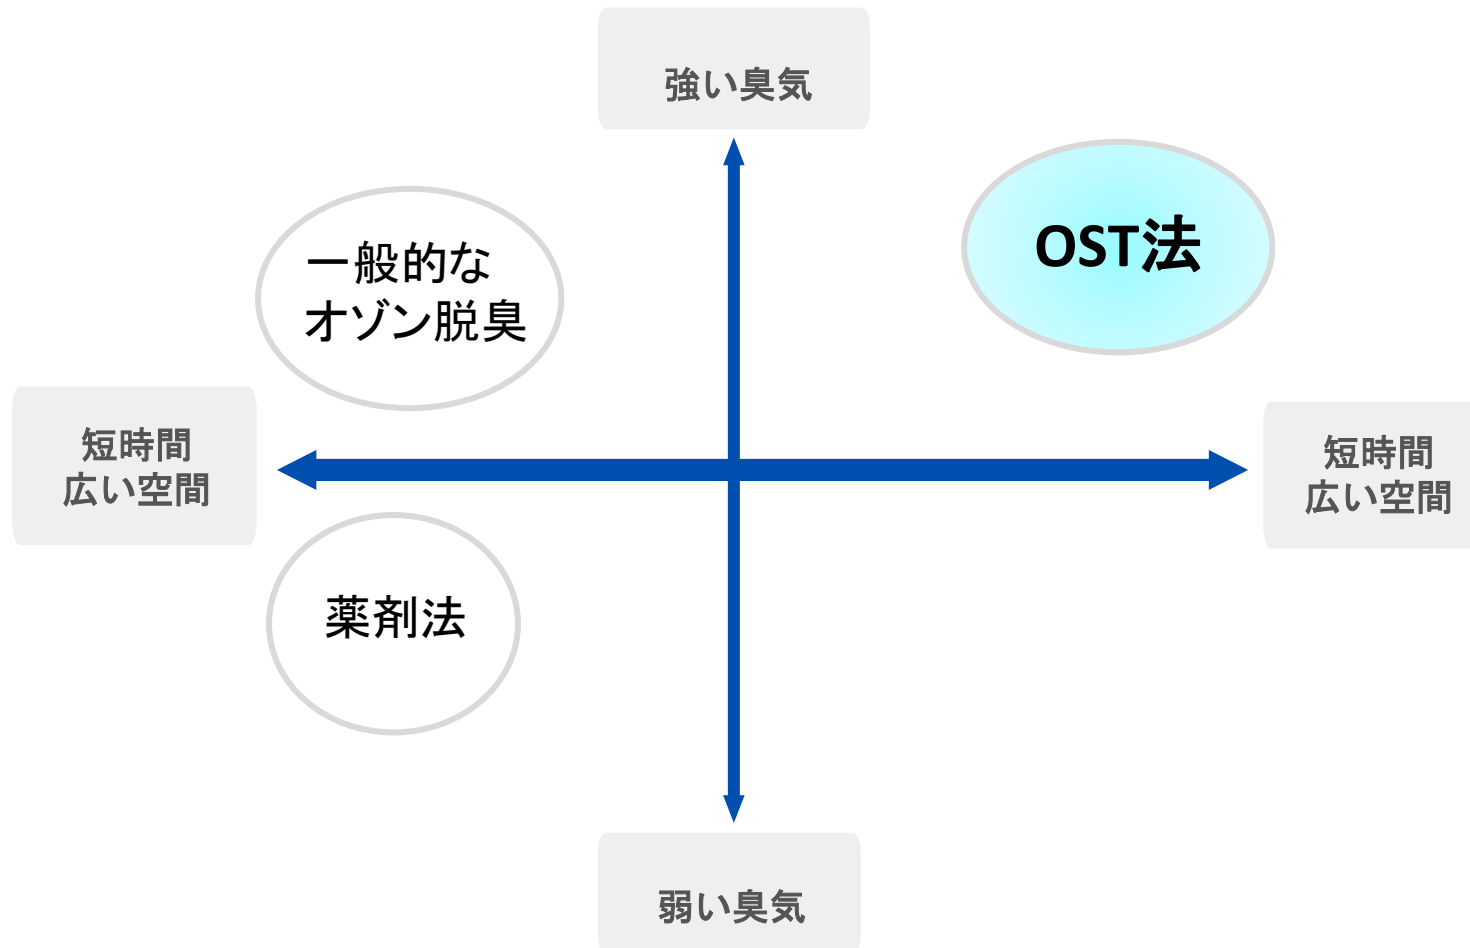 強い臭気
OST法
一般的な
オゾン脱臭
短時間
広い空間
短時間
広い空間
薬剤法
弱い臭気